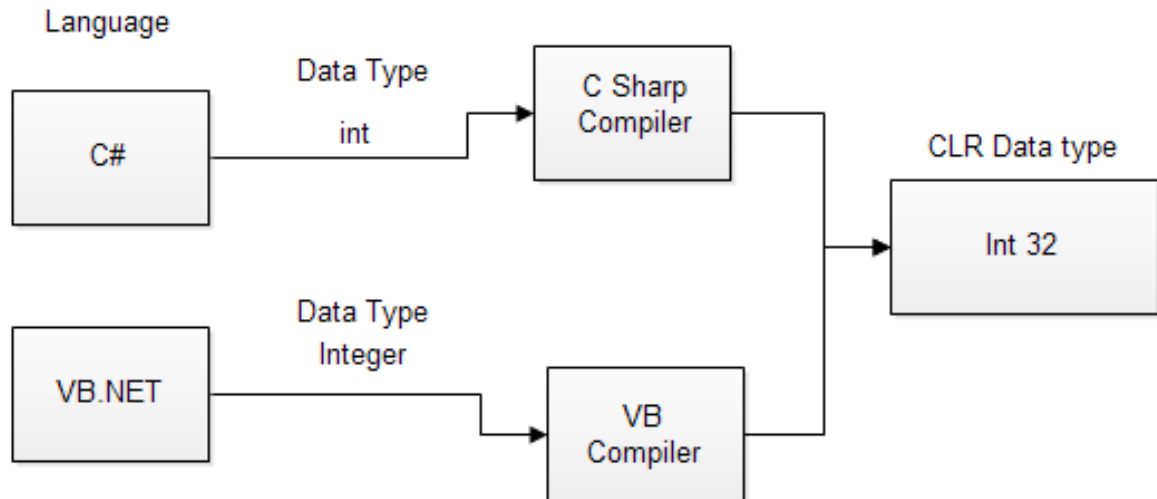 Language
Data Type
int
C#
C Sharp
Compiler
CLR Data type
Int 32
Data Type
Integer
VB.NET
VB
Compiler